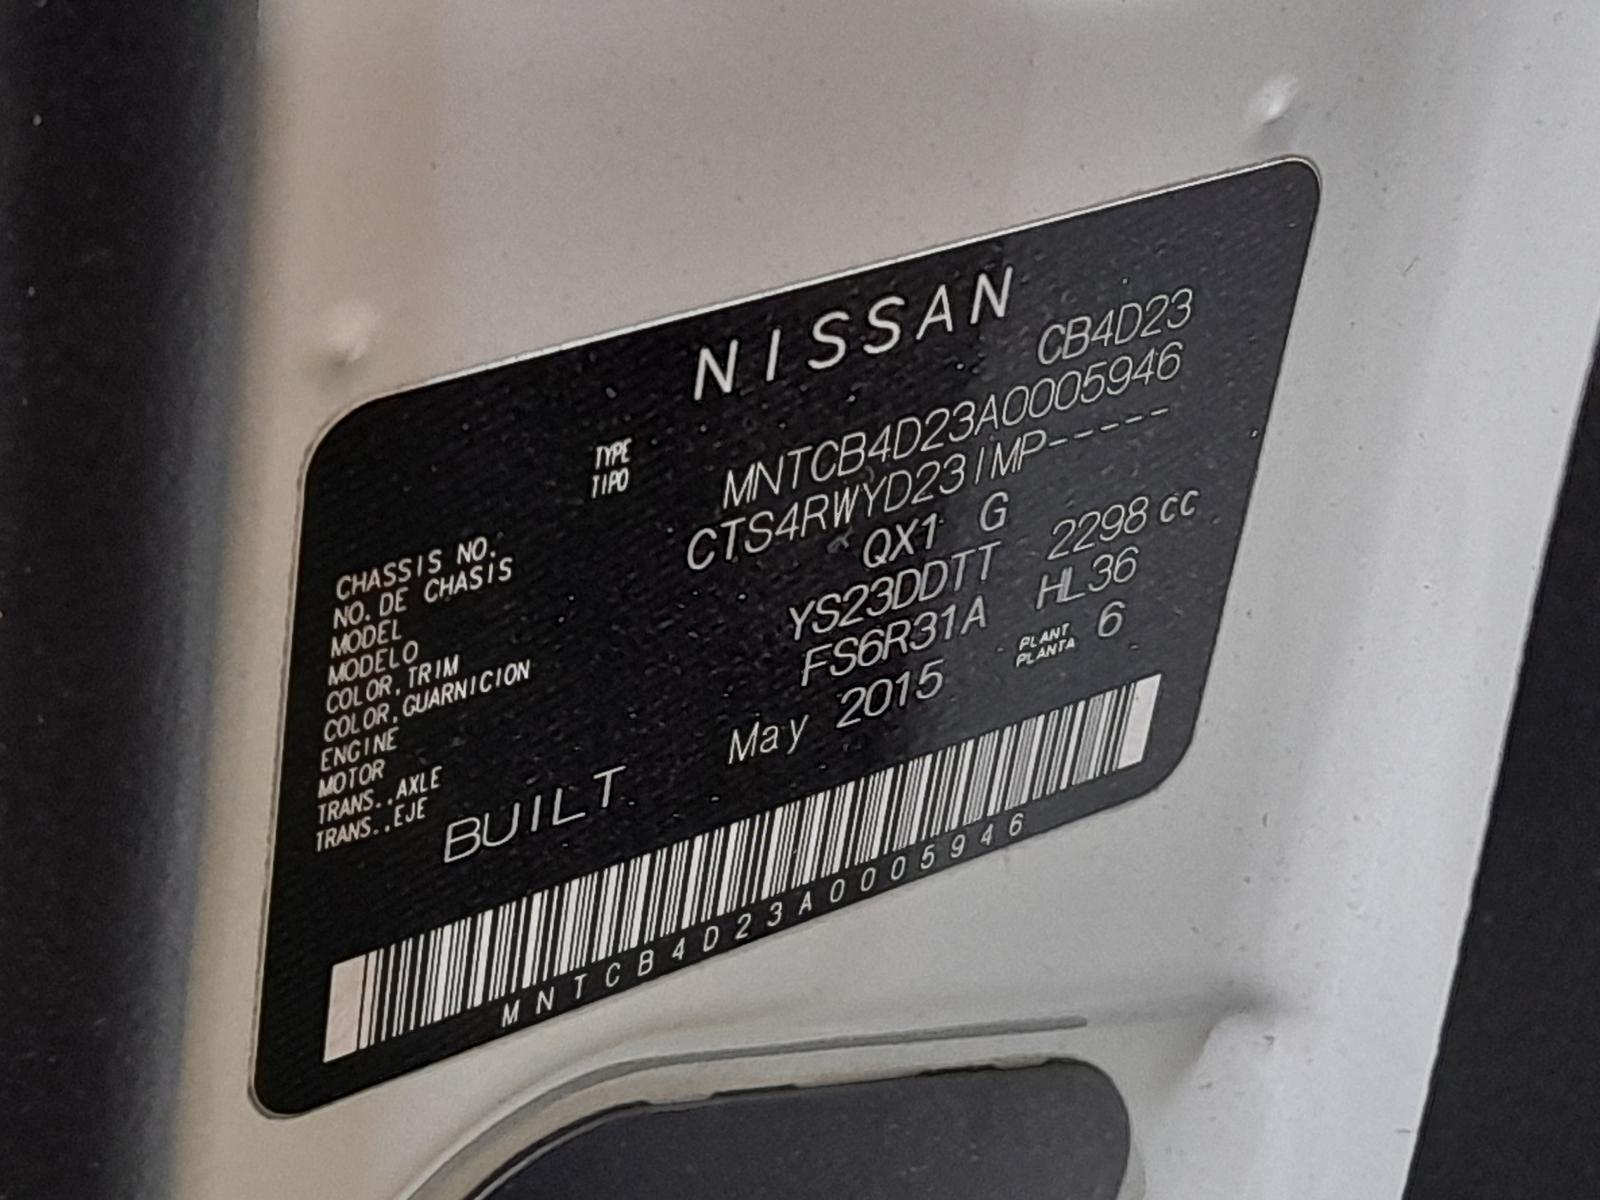 NISSAN
TYPE CB4D23
TIPO
CHASSIS NO. MNTCB4D23A0005946
NO. DE CHASIS
MODEL CTS4RWYD23IMP-----
MODELO
COLOR, TRIM QX1 G
COLOR, GUARNICION
ENGINE YS23DDTT 2298 cc
MOTOR
TRANS., AXLE FS6R31A HL36
TRANS., EJE
BUILT May 2015 PLANT 6
PLANTA
MNTCB4D23A0005946